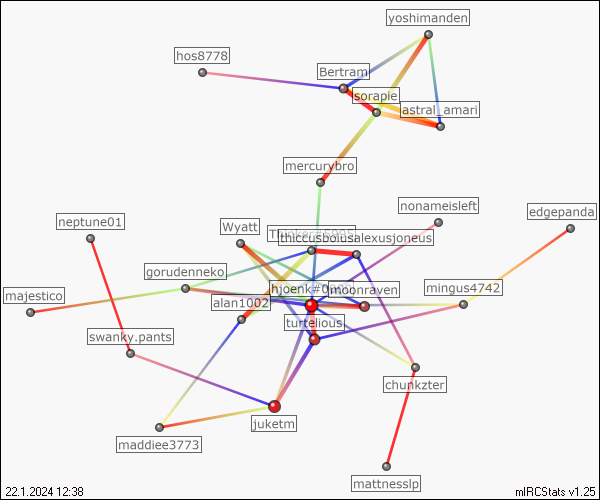 yoshimanden
hos8778
Bertram
sorapie
astral_amari
mercurybro
nonameisleft
edgepanda
neptune01
Wyatt
thiccusboiusalexusjoneus
gorudenneko
hjoenk#0
moonraven
mingus4742
majestico
alan1002
turtelious
swanky.pants
chunkzter
juketm
maddiee3773
mattnesslp
22.1.2024 12:38
mIRCStats v1.25